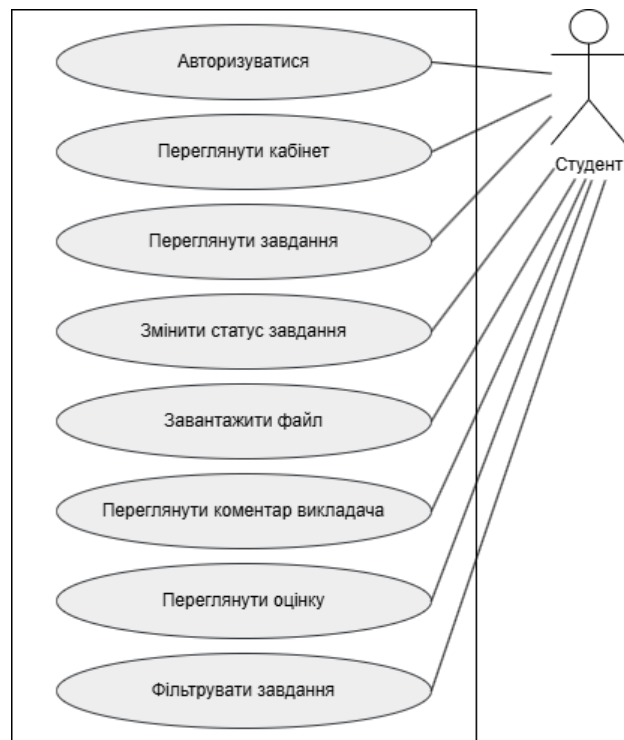 Авторизуватися
Переглянути кабінет
Студент
Переглянути завдання
Змінити статус завдання
Завантажити файл
Переглянути коментар викладача
Переглянути оцінку
Фільтрувати завдання